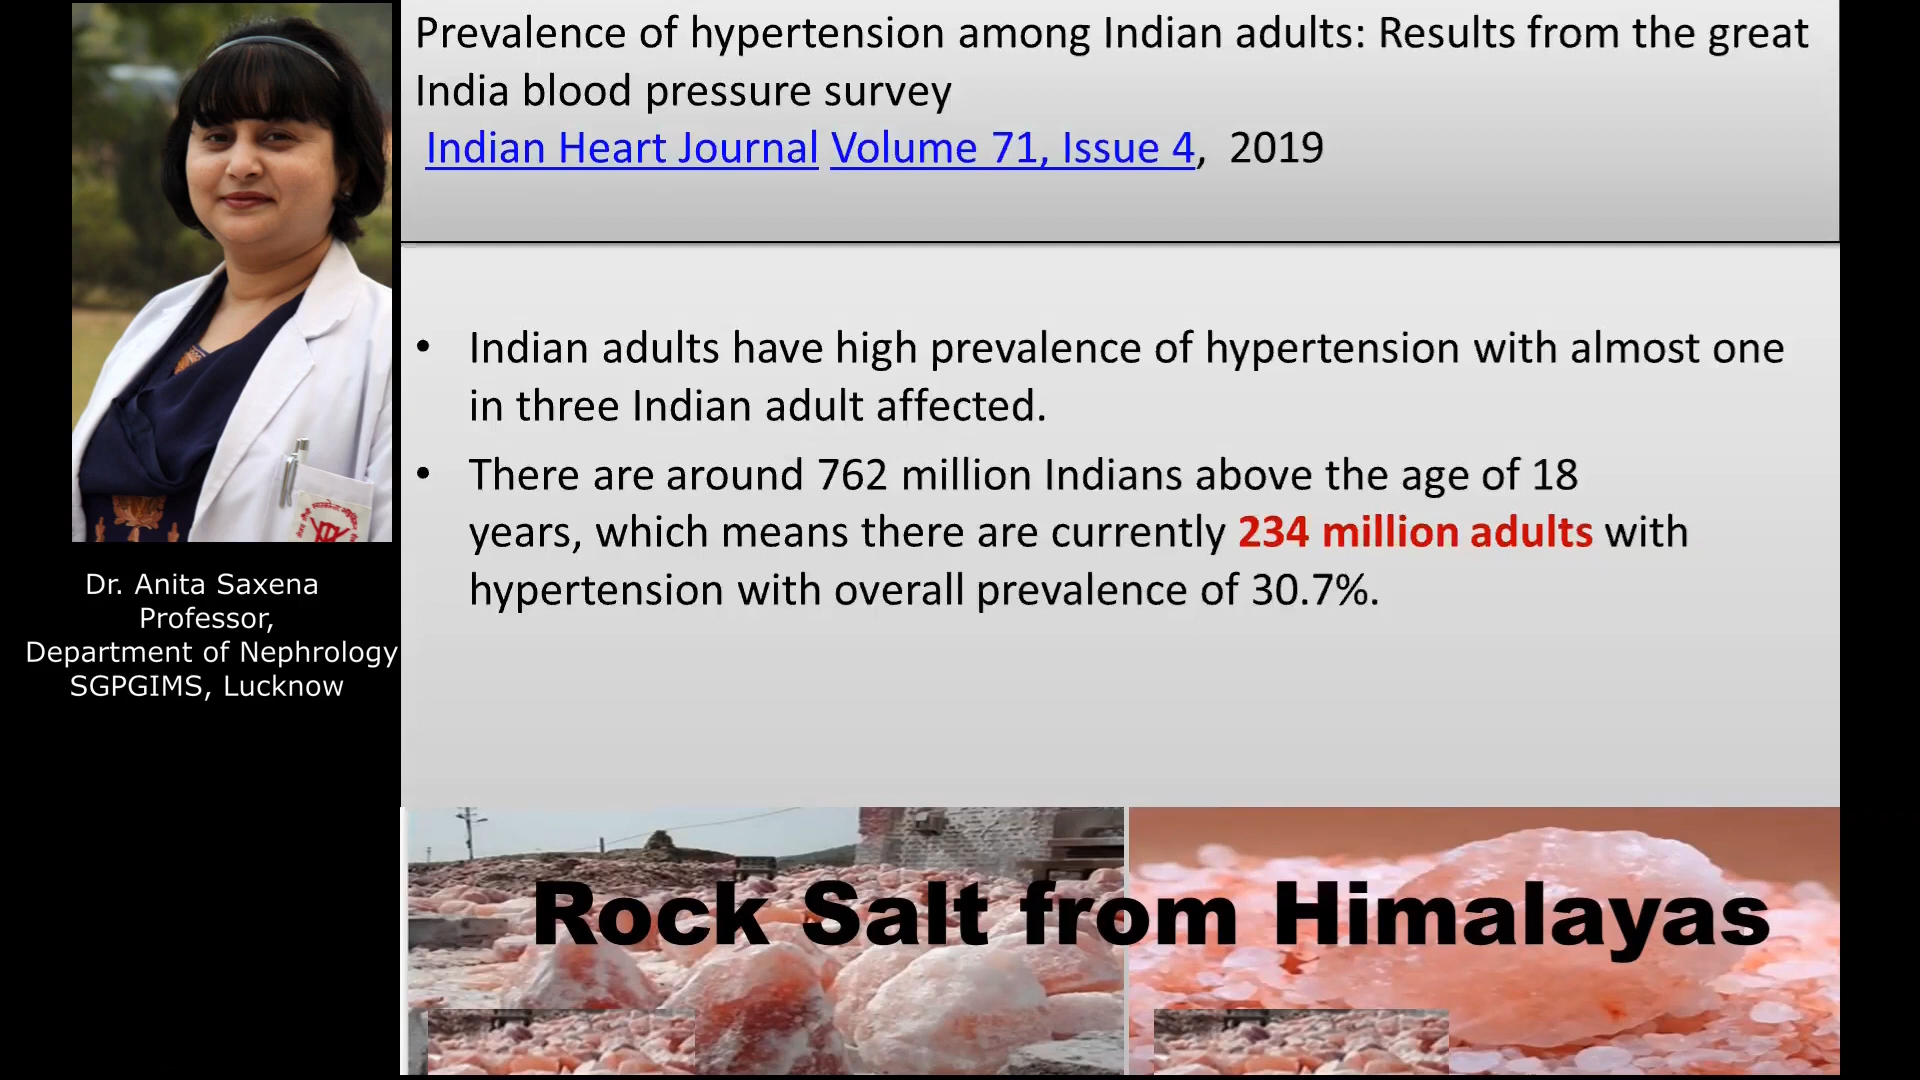 Prevalence of hypertension among Indian adults: Results from the great
India blood pressure survey
Indian Heart Journal Volume 71, Issue 4, 2019
• Indian adults have high prevalence of hypertension with almost one
in three Indian adult affected.
• There are around 762 million Indians above the age of 18
years, which means there are currently 234 million adults with
hypertension with overall prevalence of 30.7%.
Dr. Anita Saxena
Professor,
Department of Nephrology
SGPGIMS, Lucknow
Rock Salt from Himalayas